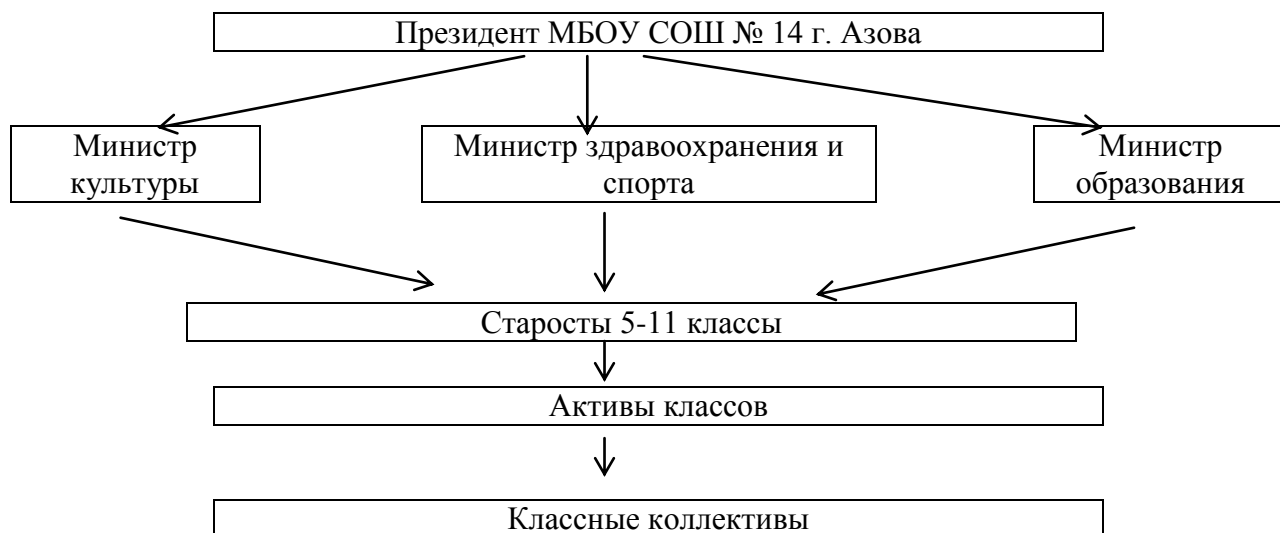 Президент МБОУ СОШ № 14 г. Азова
Министр
культуры
Министр здравоохранения и
спорта
Министр
образования
Старосты 5-11 классы
Активы классов
Классные коллективы